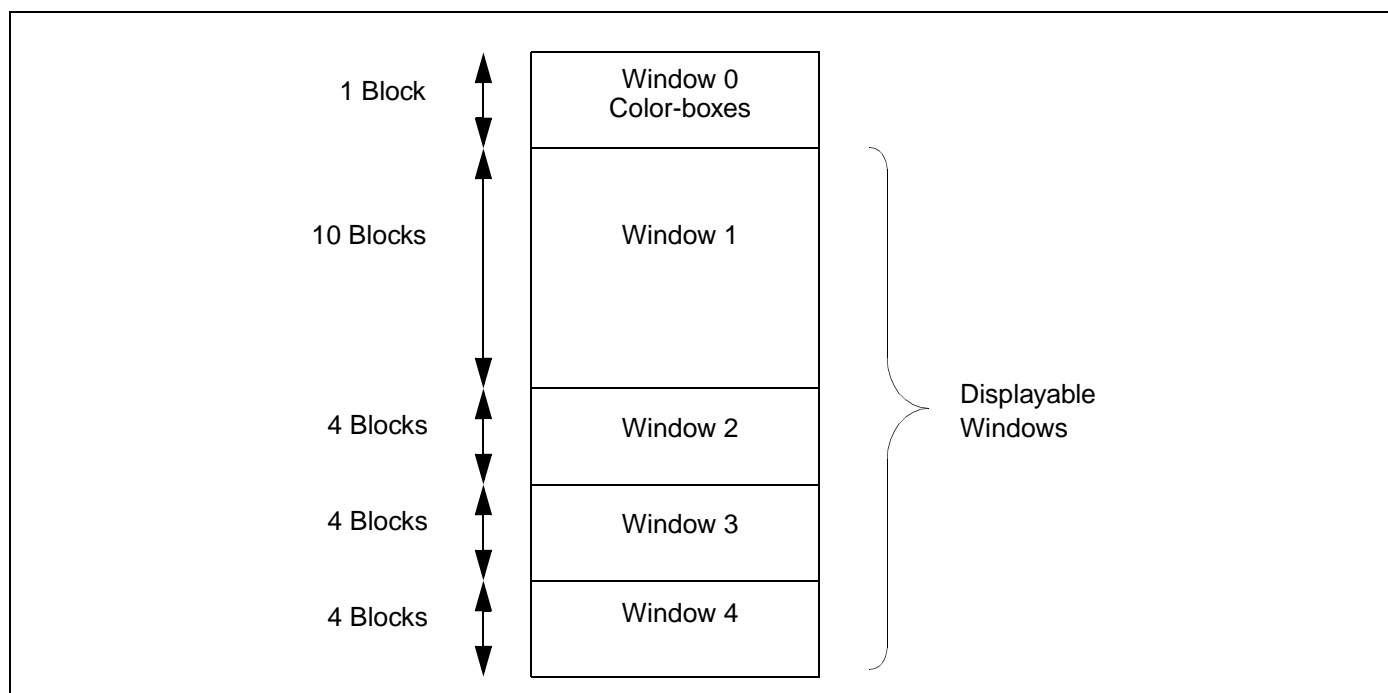 1 Block
Window 0
Color-boxes
10 Blocks
Window 1
4 Blocks
Window 2
Displayable
Windows
4 Blocks
Window 3
4 Blocks
Window 4